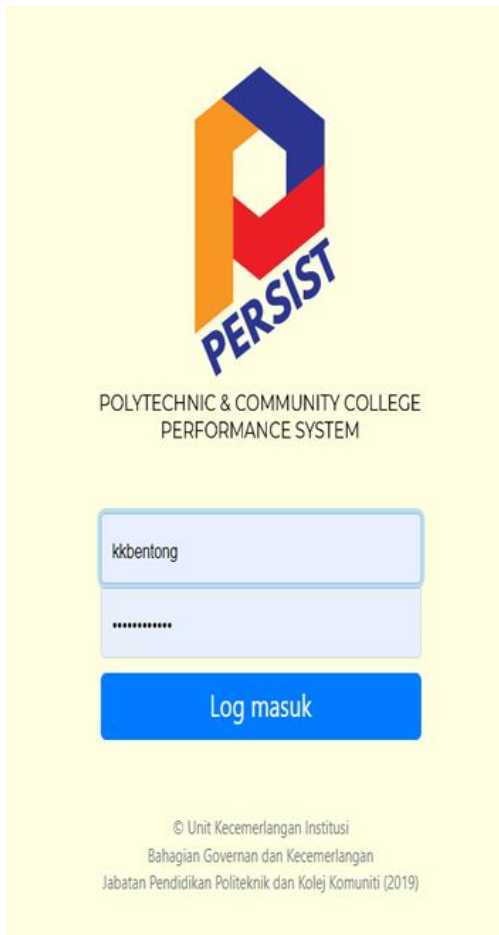 PERSIST
POLYTECHNIC & COMMUNITY COLLEGE
PERFORMANCE SYSTEM
kkbentong
••••••••••••
Log masuk
© Unit Kecemerlangan Institusi
Bahagian Governan dan Kecemerlangan
Jabatan Pendidikan Politeknik dan Kolej Komuniti (2019)